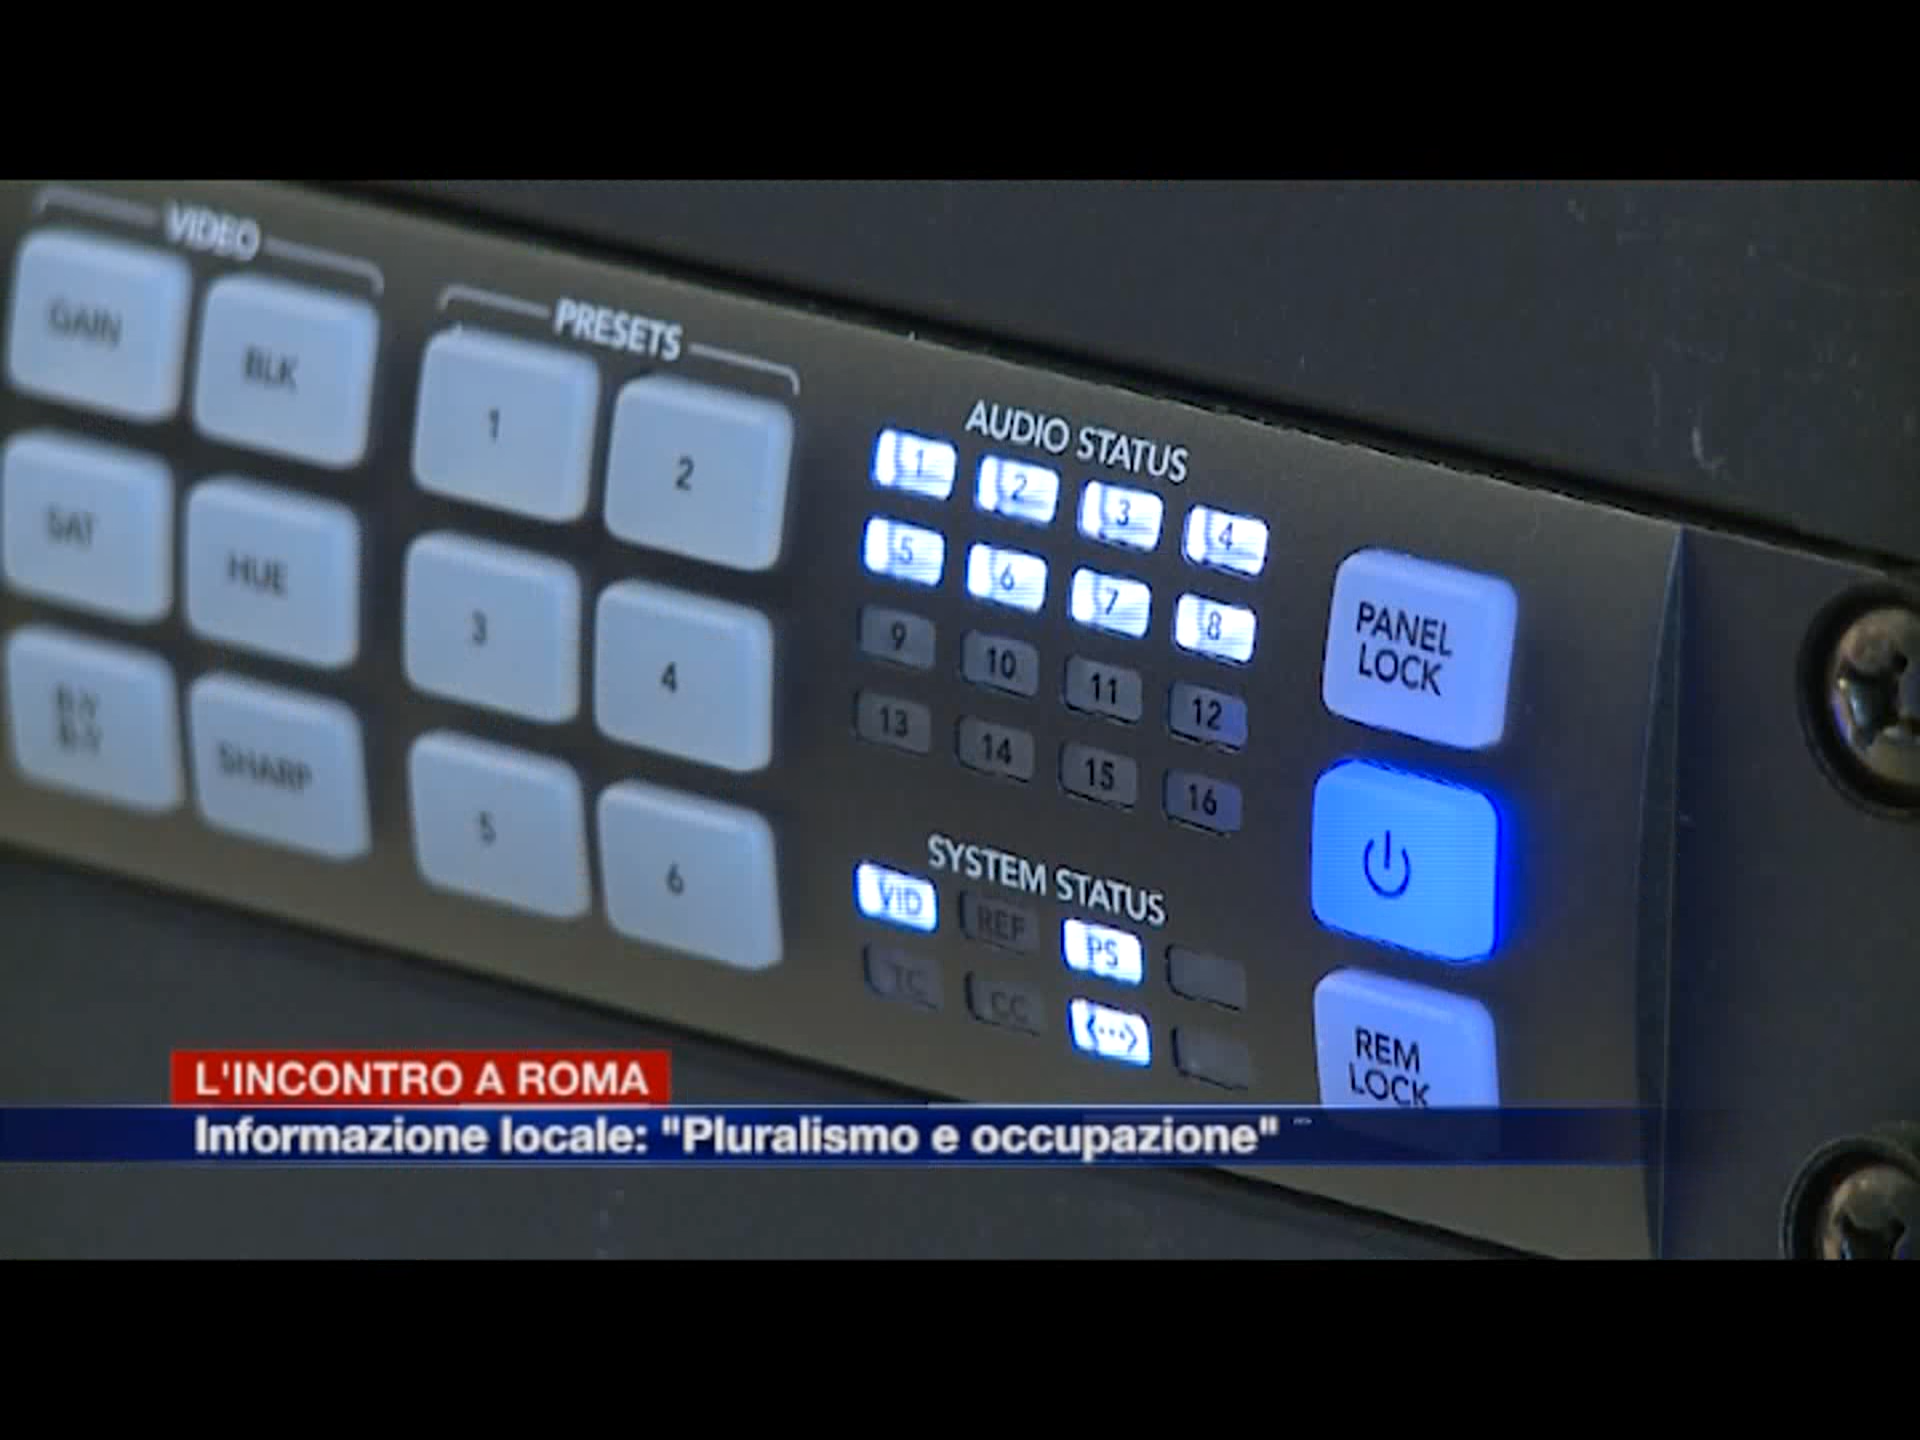 VIDEO
GAIN
BLK
SAT
HUE
R-Y
B-Y
SHARP
PRESETS
1
2
3
4
5
6
AUDIO STATUS
1 2 3 4
5 6 7 8
9 10 11 12
13 14 15 16
SYSTEM STATUS
VID REF PS
TC CC <···>
PANEL
LOCK
REM
LOCK
L'INCONTRO A ROMA
Informazione locale: "Pluralismo e occupazione"